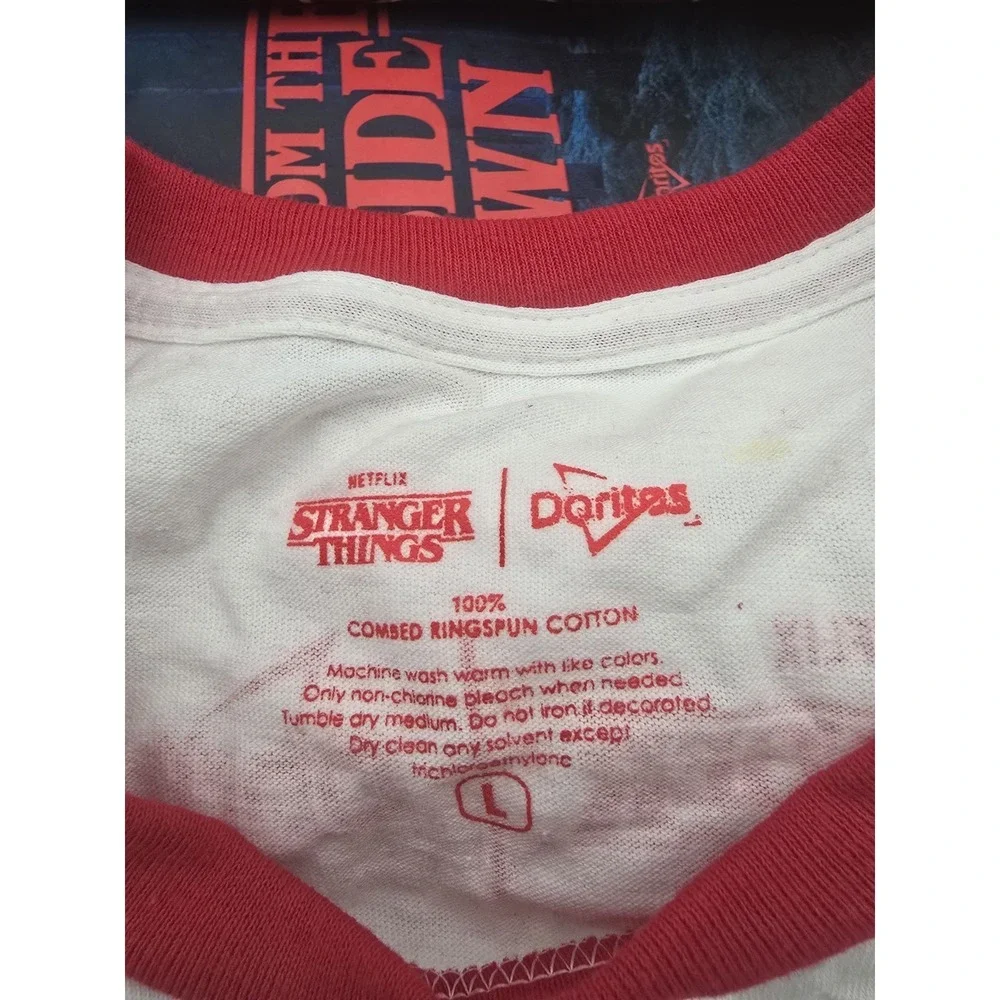 OM THE
IDE
WN
Doritos
NETFLIX
STRANGER
THINGS
Doritos
100%
COMBED RINGSPUN COTTON
Machine wash warm with like colors.
Only non-chlorine bleach when needed.
Tumble dry medium. Do not iron if decorated.
Dry clean any solvent except
trichloroethylene
L